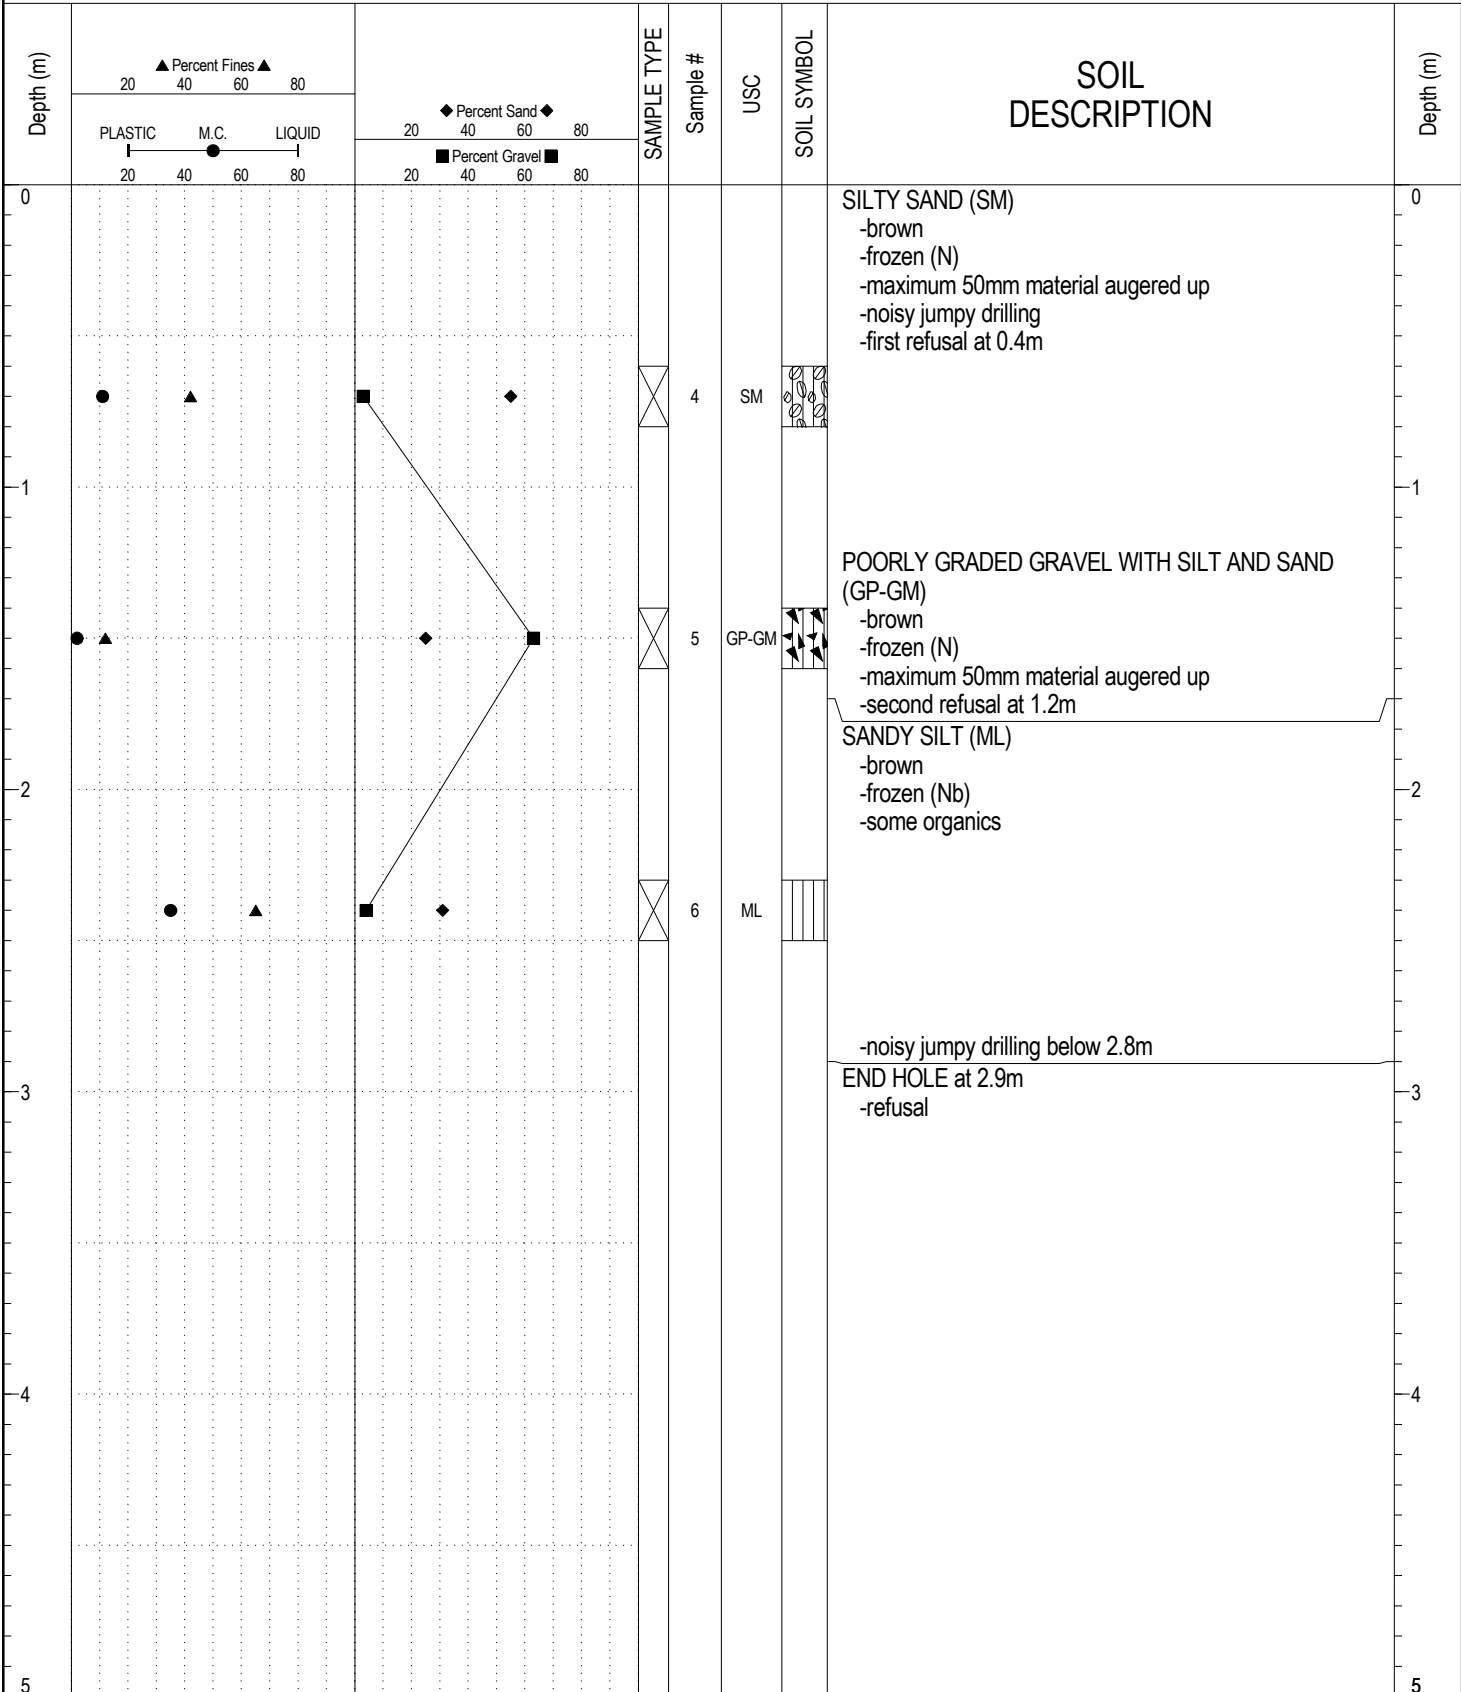 Depth (m)
▲ Percent Fines ▲
20 40 60 80
PLASTIC M.C. LIQUID
20 40 60 80
◆ Percent Sand ◆
20 40 60 80
■ Percent Gravel ■
20 40 60 80
SAMPLE TYPE
Sample #
USC
SOIL SYMBOL
SOIL
DESCRIPTION
Depth (m)
0 0
SILTY SAND (SM)
-brown
-frozen (N)
-maximum 50mm material augered up
-noisy jumpy drilling
-first refusal at 0.4m
4 SM
1 1
POORLY GRADED GRAVEL WITH SILT AND SAND
(GP-GM)
-brown
5 GP-GM
-frozen (N)
-maximum 50mm material augered up
-second refusal at 1.2m
SANDY SILT (ML)
-brown
2 2
-frozen (Nb)
-some organics
6 ML
-noisy jumpy drilling below 2.8m
END HOLE at 2.9m
3 3
-refusal
4 4
5 5